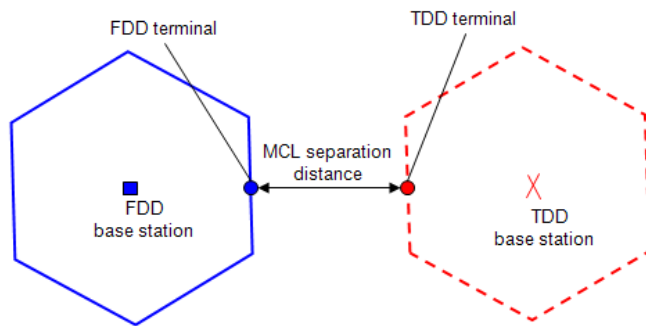 FDD terminal
TDD terminal
MCL separation
distance
FDD
base station
TDD
base station